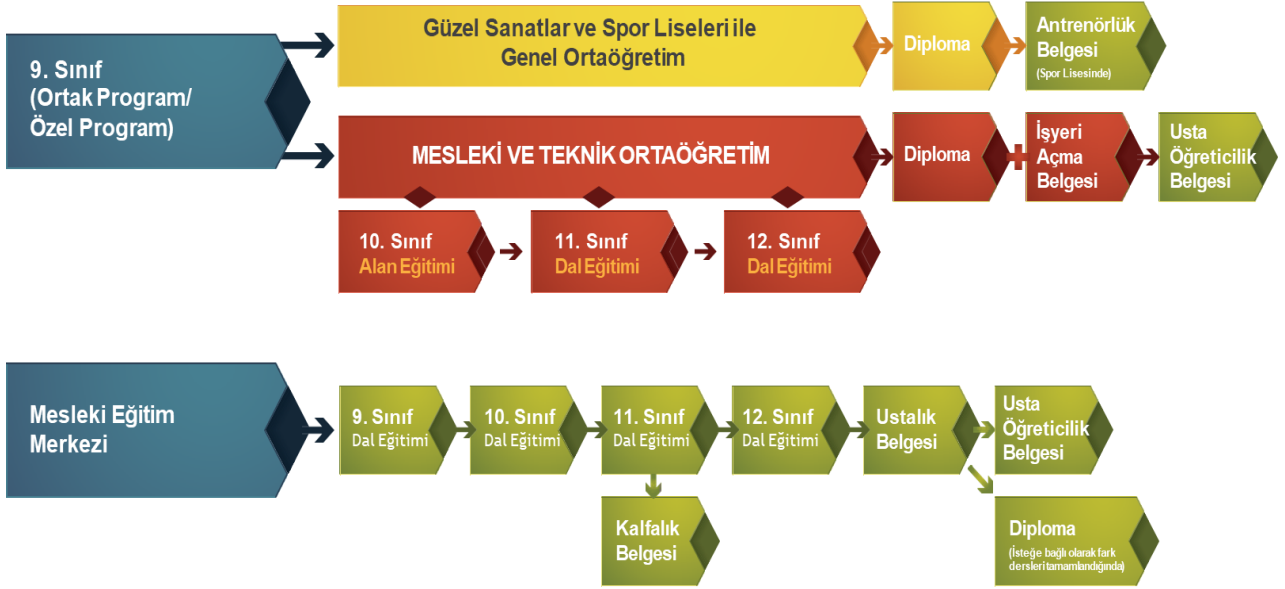 9. Sınıf
(Ortak Program/
Özel Program)
Güzel Sanatlar ve Spor Liseleri ile
Genel Ortaöğretim
Diploma
Antrenörlük
Belgesi
(Spor Lisesinde)
MESLEKİ VE TEKNİK ORTAÖĞRETİM
Diploma
İşyeri
Açma
Belgesi
Usta
Öğreticilik
Belgesi
10. Sınıf
Alan Eğitimi
11. Sınıf
Dal Eğitimi
12. Sınıf
Dal Eğitimi
Mesleki Eğitim
Merkezi
9. Sınıf
Dal Eğitimi
10. Sınıf
Dal Eğitimi
11. Sınıf
Dal Eğitimi
12. Sınıf
Dal Eğitimi
Ustalık
Belgesi
Usta
Öğreticilik
Belgesi
Kalfalık
Belgesi
Diploma
(İsteğe bağlı olarak fark
dersleri tamamlandığında)